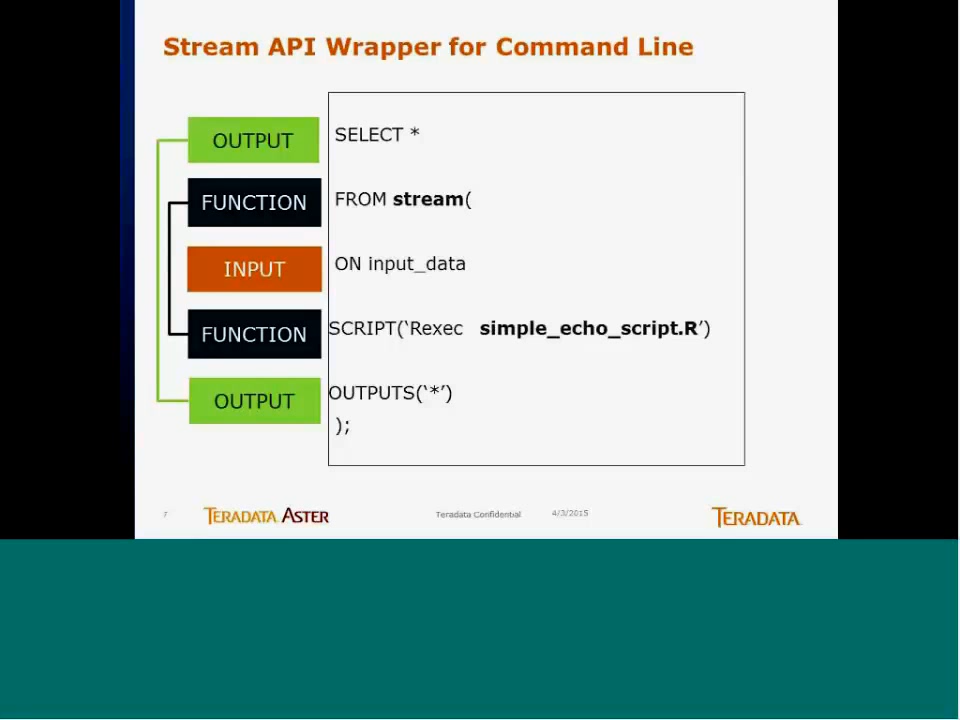 Stream API Wrapper for Command Line
OUTPUT
SELECT *
FUNCTION
FROM stream(
INPUT
ON input_data
FUNCTION
SCRIPT(‘Rexec simple_echo_script.R’)
OUTPUT
OUTPUTS(‘*’)
);
7
TERADATA ASTER
Teradata Confidential
4/3/2015
TERADATA